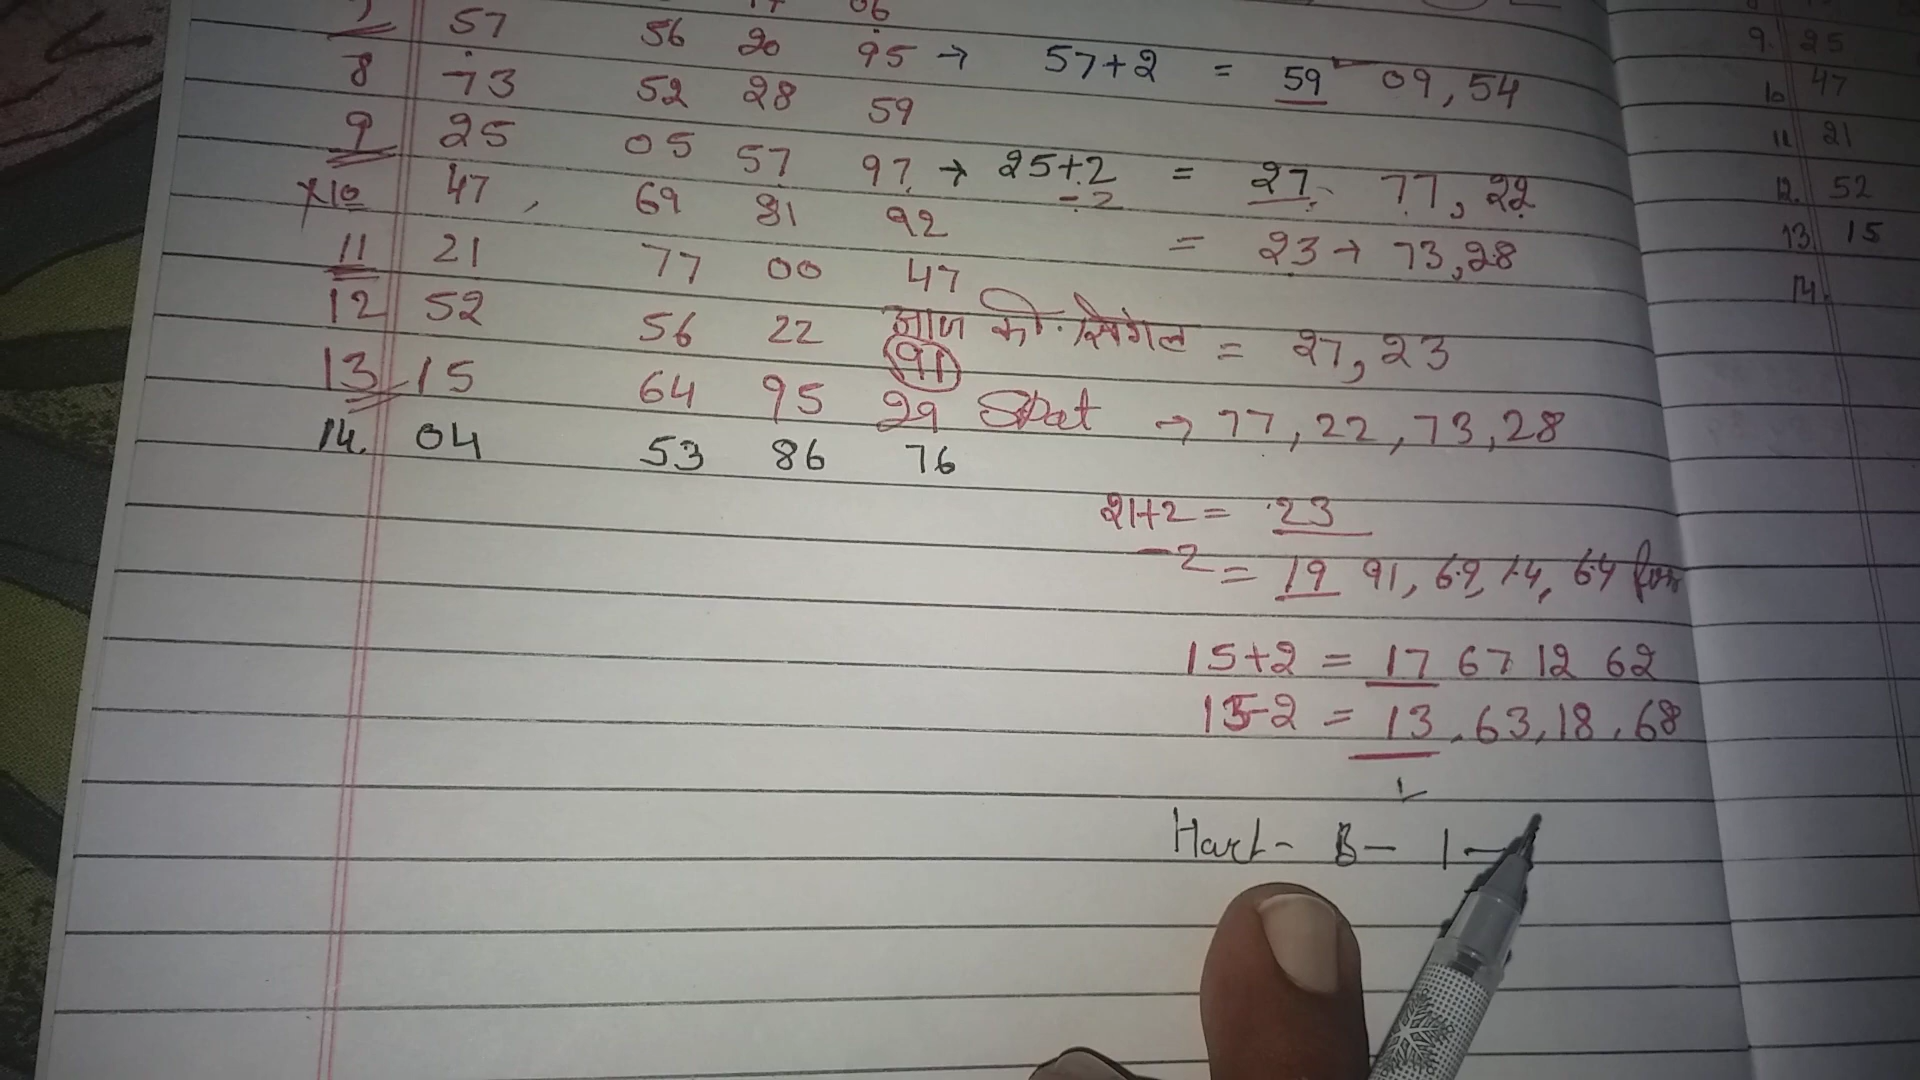 57 56 20 95 → 57+2 = 59 09, 54
8 73 52 28 59
9 25 05 57 97 → 25+2 = 27 77, 22
-2 = 23 → 73, 28
×10 47, 69 81 92
11 21 77 00 47
12 52 56 22 91
आज की सिंगल = 27, 23
13 15 64 95 29 Spot → 77, 22, 73, 28
14. 04 53 86 76
21+2 = 23
-2 = 19 91, 69, 14, 64
15+2 = 17 67 12 62
15-2 = 13, 63, 18, 68
B- 1-
9. 25
10 47
11 21
12. 52
13 15
14.